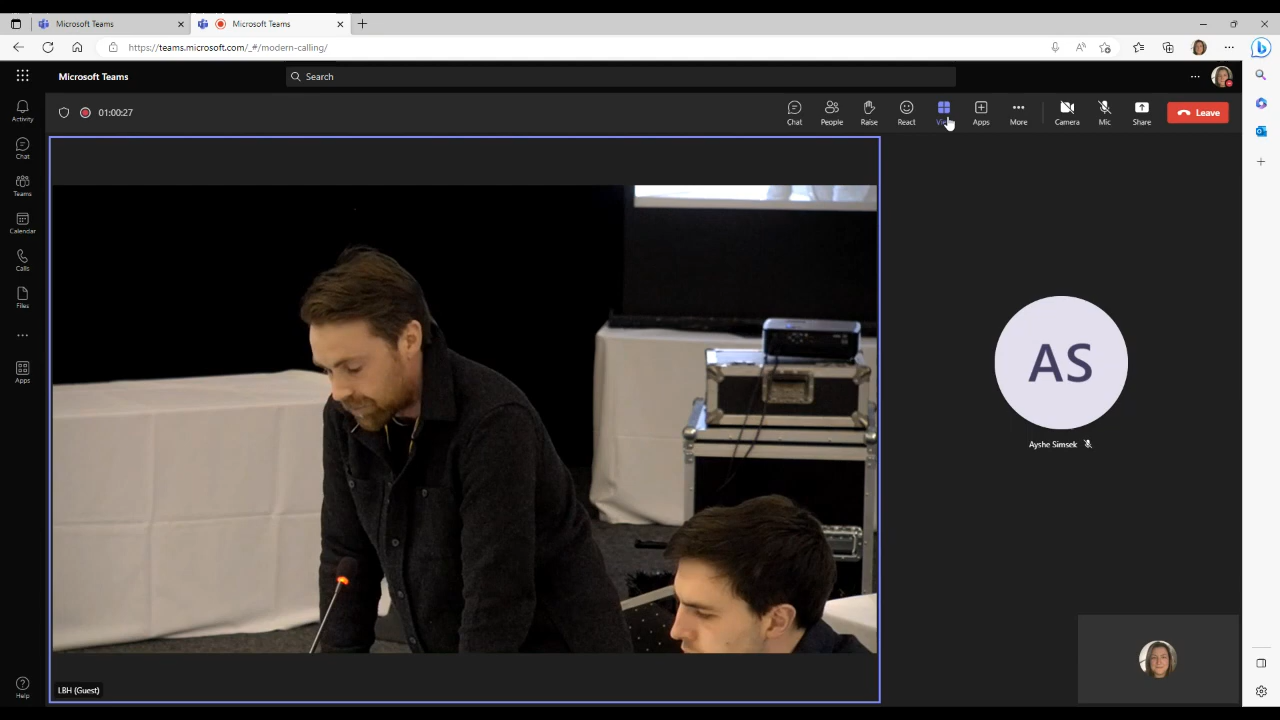 Microsoft Teams
Microsoft Teams
https://teams.microsoft.com/_#/modern-calling/
Microsoft Teams
Search
01:00:27
Chat
People
Raise
React
Apps
More
Camera
Mic
Share
Leave
Activity
Chat
Teams
Calendar
Calls
Files
Apps
Help
AS
Ayshe Simsek
LBH (Guest)